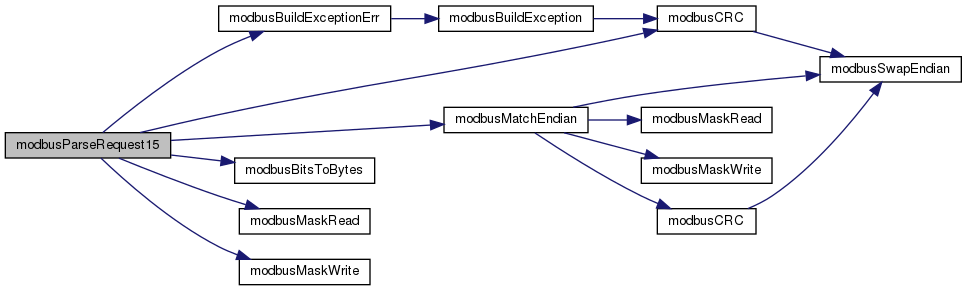 modbusBuildExceptionErr
modbusBuildException
modbusCRC
modbusSwapEndian
modbusMatchEndian
modbusMaskRead
modbusParseRequest15
modbusBitsToBytes
modbusMaskWrite
modbusMaskRead
modbusCRC
modbusMaskWrite